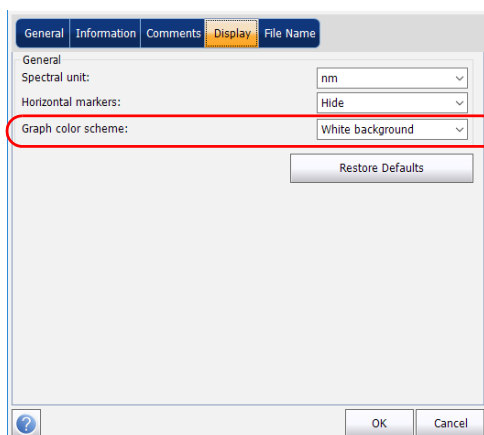 General Information Comments Display File Name
General
Spectral unit: nm
Horizontal markers: Hide
Graph color scheme: White background
Restore Defaults
? OK Cancel